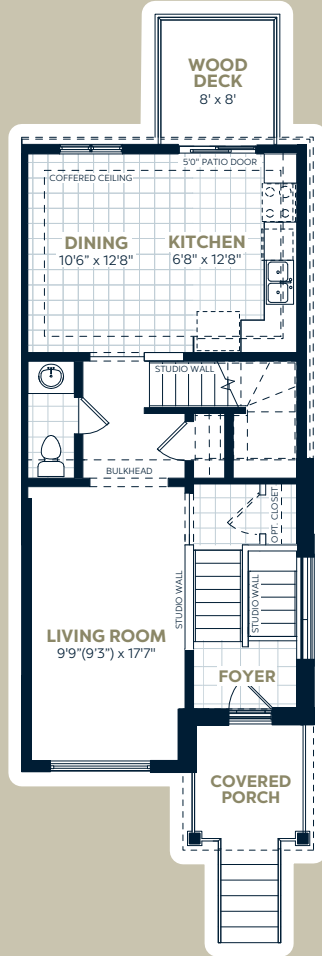 WOOD
DECK
8' x 8'
5'0" PATIO DOOR
COFFERED CEILING
DINING
10'6" x 12'8"
KITCHEN
6'8" x 12'8"
STUDIO WALL
BULKHEAD
OPT. CLOSET
STUDIO WALL
STUDIO WALL
LIVING ROOM
9'9"(9'3") x 17'7"
FOYER
COVERED
PORCH